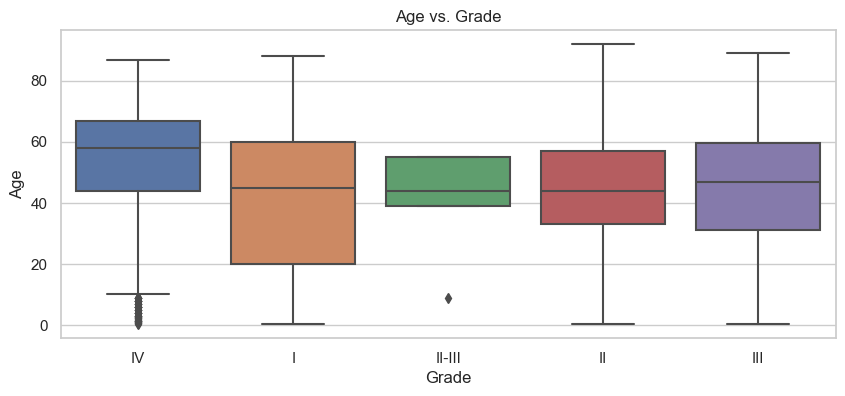 Age vs. Grade
Age
80
60
40
20
0
IV I II-III II III
Grade